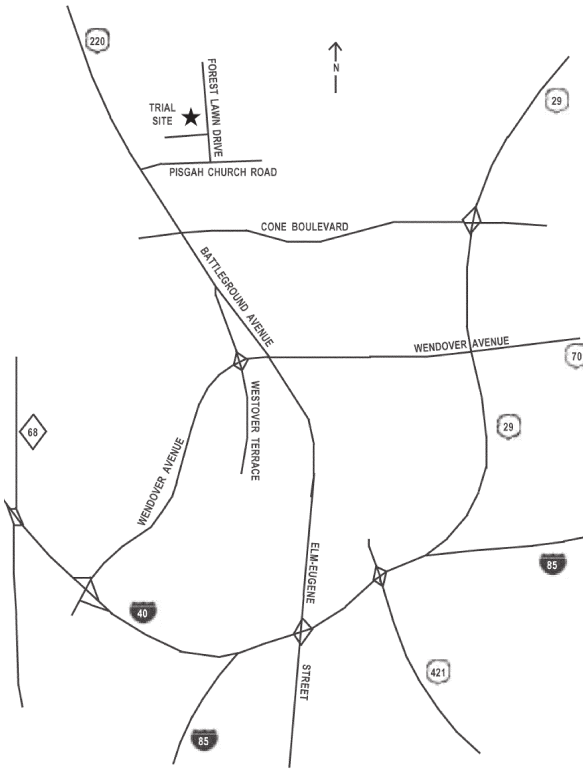 220
N
FOREST LAWN DRIVE
TRIAL
SITE
29
PISGAH CHURCH ROAD
CONE BOULEVARD
BATTLEGROUND AVENUE
WENDOVER AVENUE
70
WESTOVER TERRACE
68
29
WENDOVER AVENUE
ELM-EUGENE
85
40
STREET
421
85